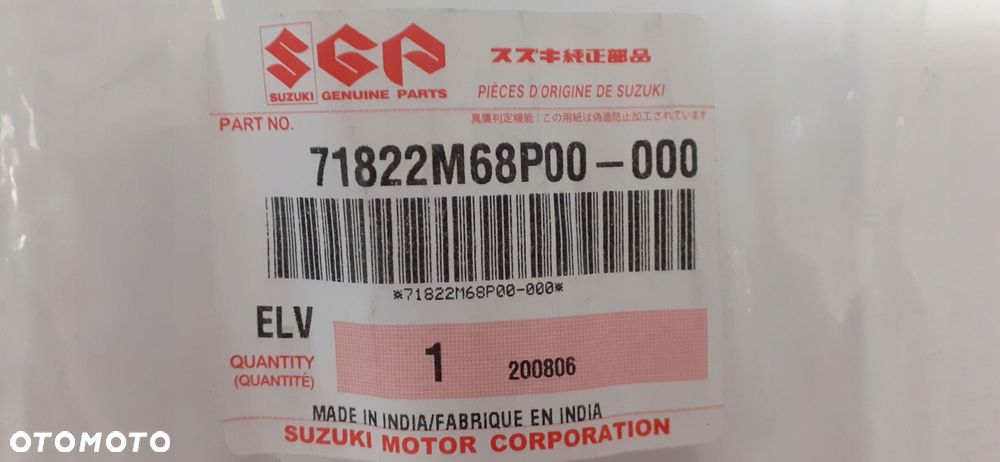 SGP
スズキ純正部品
SUZUKI GENUINE PARTS
PIÈCES D'ORIGINE DE SUZUKI
PART NO.
真贋判定機能：この用紙は偽造防止加工されています
71822M68P00-000
*71822M68P00-000*
ELV
QUANTITY
(QUANTITÉ)
1
200806
MADE IN INDIA/FABRIQUE EN INDIA
SUZUKI MOTOR CORPORATION
OTOMOTO